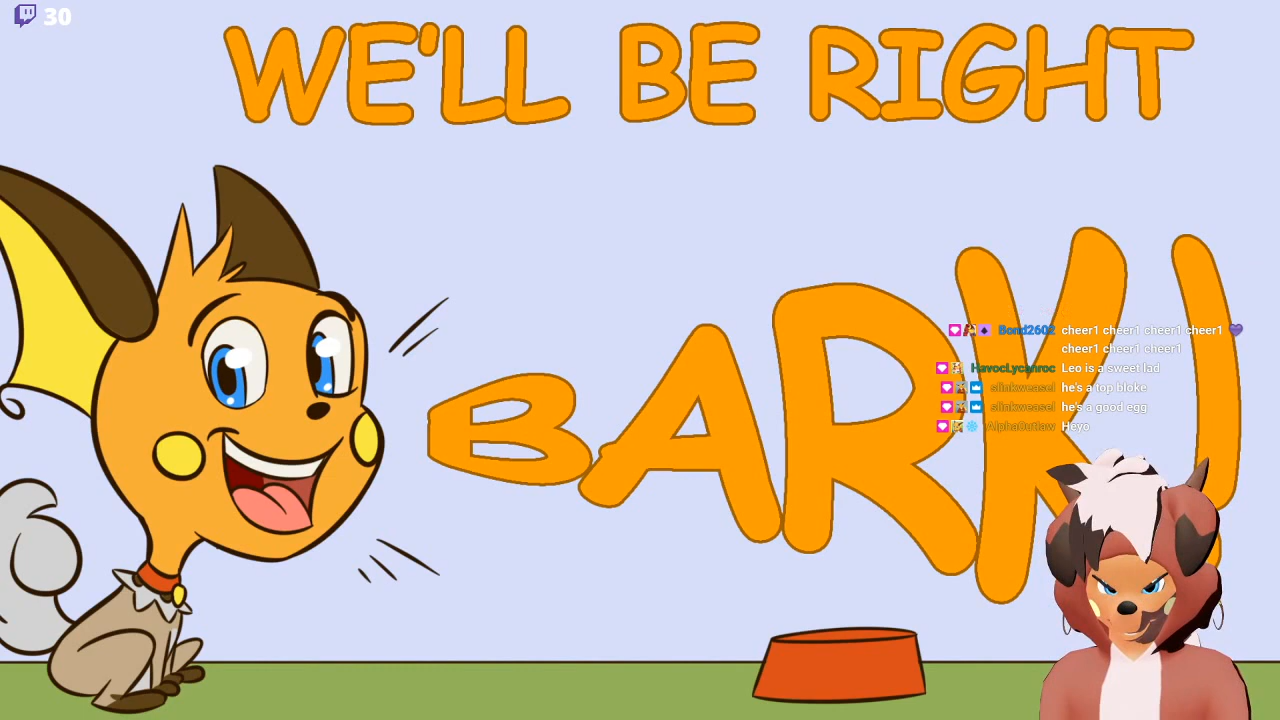 30
WE'LL BE RIGHT
BARK!
Bond2602 cheer1 cheer1 cheer1 cheer1
cheer1 cheer1 cheer1
HavocLycanroc Leo is a sweet lad
slinkweasel he's a top bloke
slinkweasel he's a good egg
AlphaOutlaw Heyo